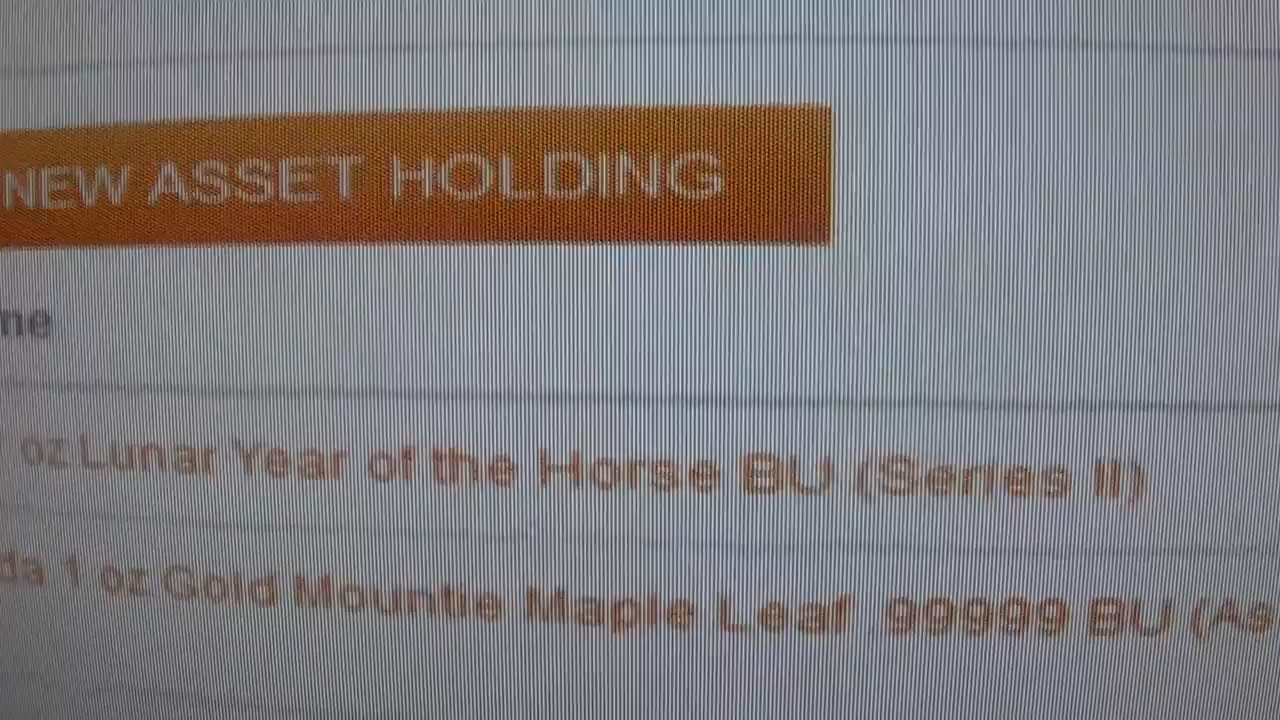 NEW ASSET HOLDING
me
oz Lunar Year of the Horse BU (Series II)
da 1 oz Gold Mountie Maple Leaf 99999 BU (As